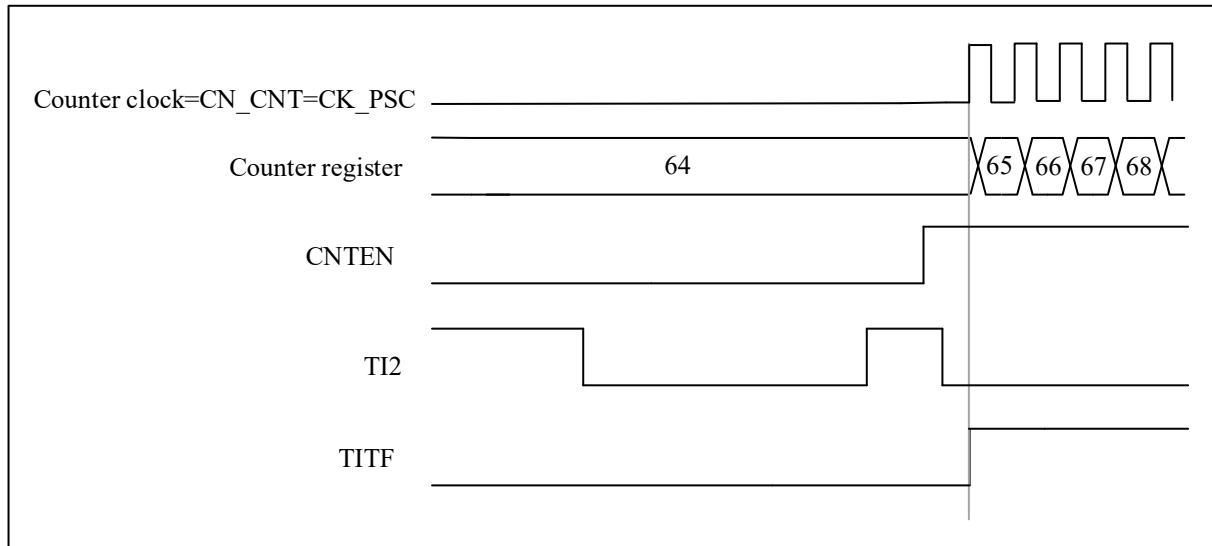 Counter clock=CN_CNT=CK_PSC
Counter register
64
65
66
67
68
CNTEN
TI2
TITF